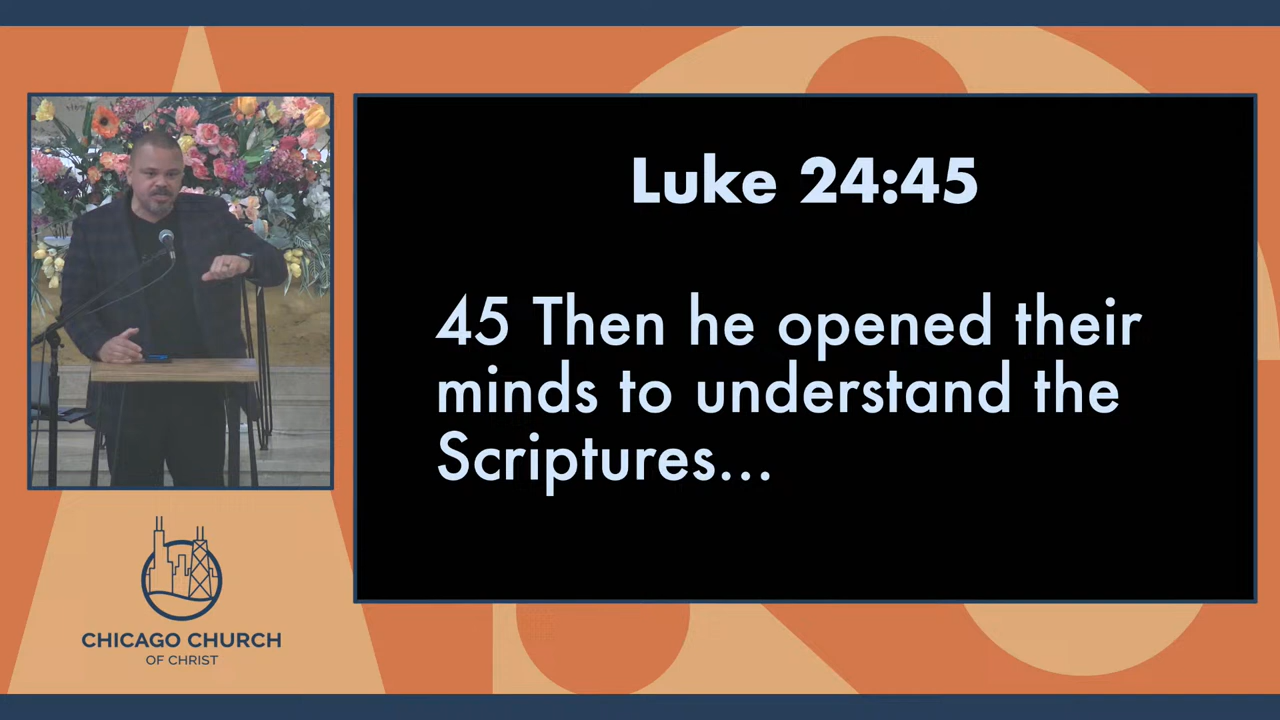 Luke 24:45
45 Then he opened their
minds to understand the
Scriptures...
CHICAGO CHURCH
OF CHRIST